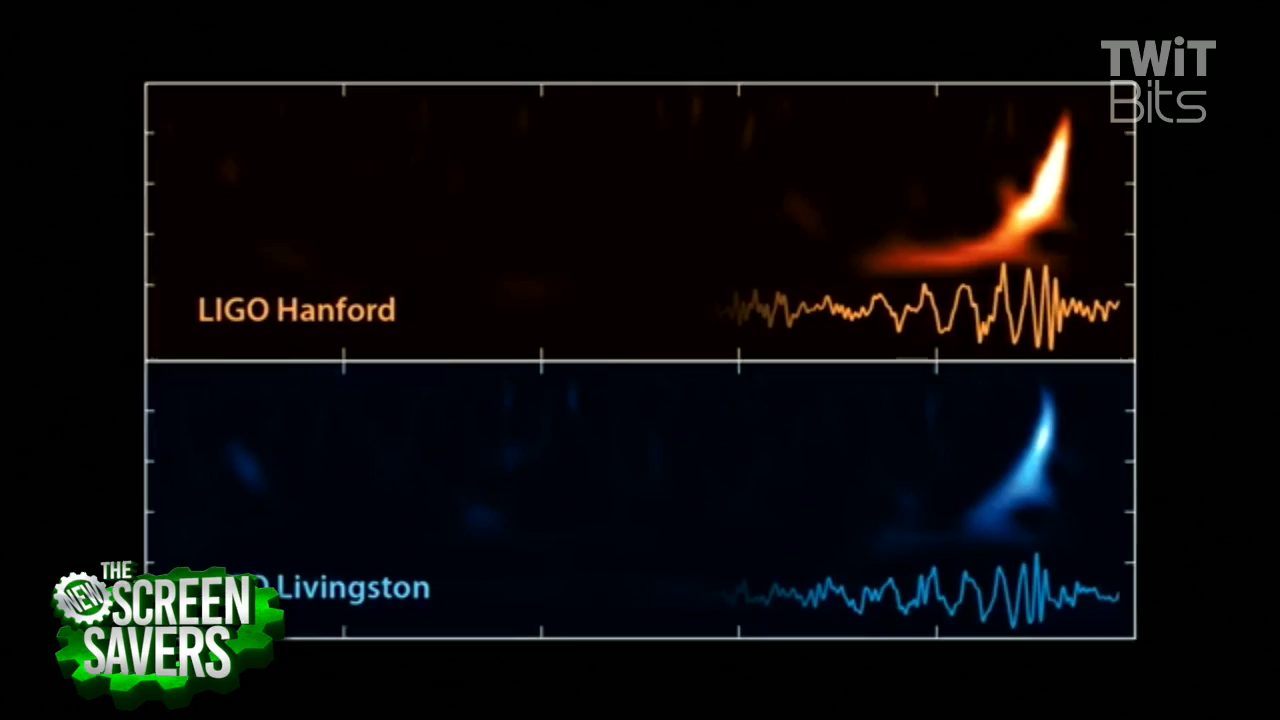 TWiT
Bits
LIGO Hanford
Livingston
THE
NEW
SCREEN
SAVERS